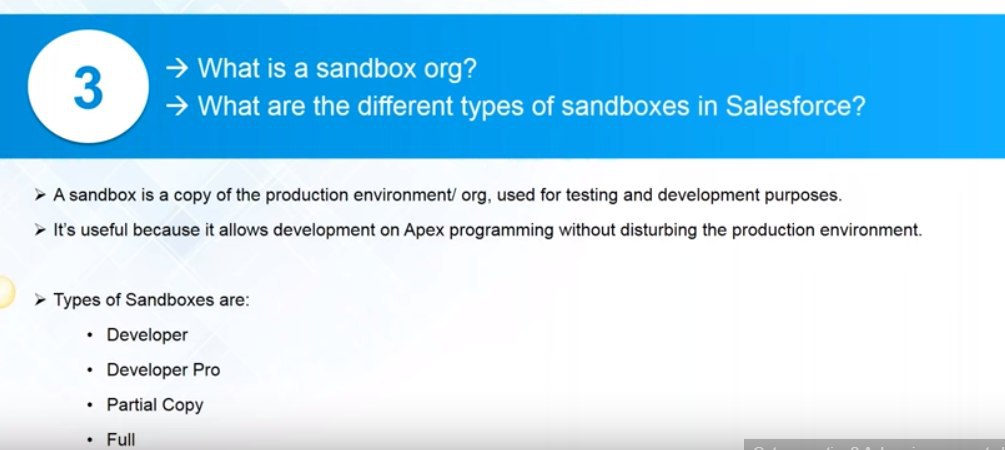 3
→ What is a sandbox org?
→ What are the different types of sandboxes in Salesforce?
➢ A sandbox is a copy of the production environment/ org, used for testing and development purposes.
➢ It's useful because it allows development on Apex programming without disturbing the production environment.
➢ Types of Sandboxes are:
• Developer
• Developer Pro
• Partial Copy
• Full